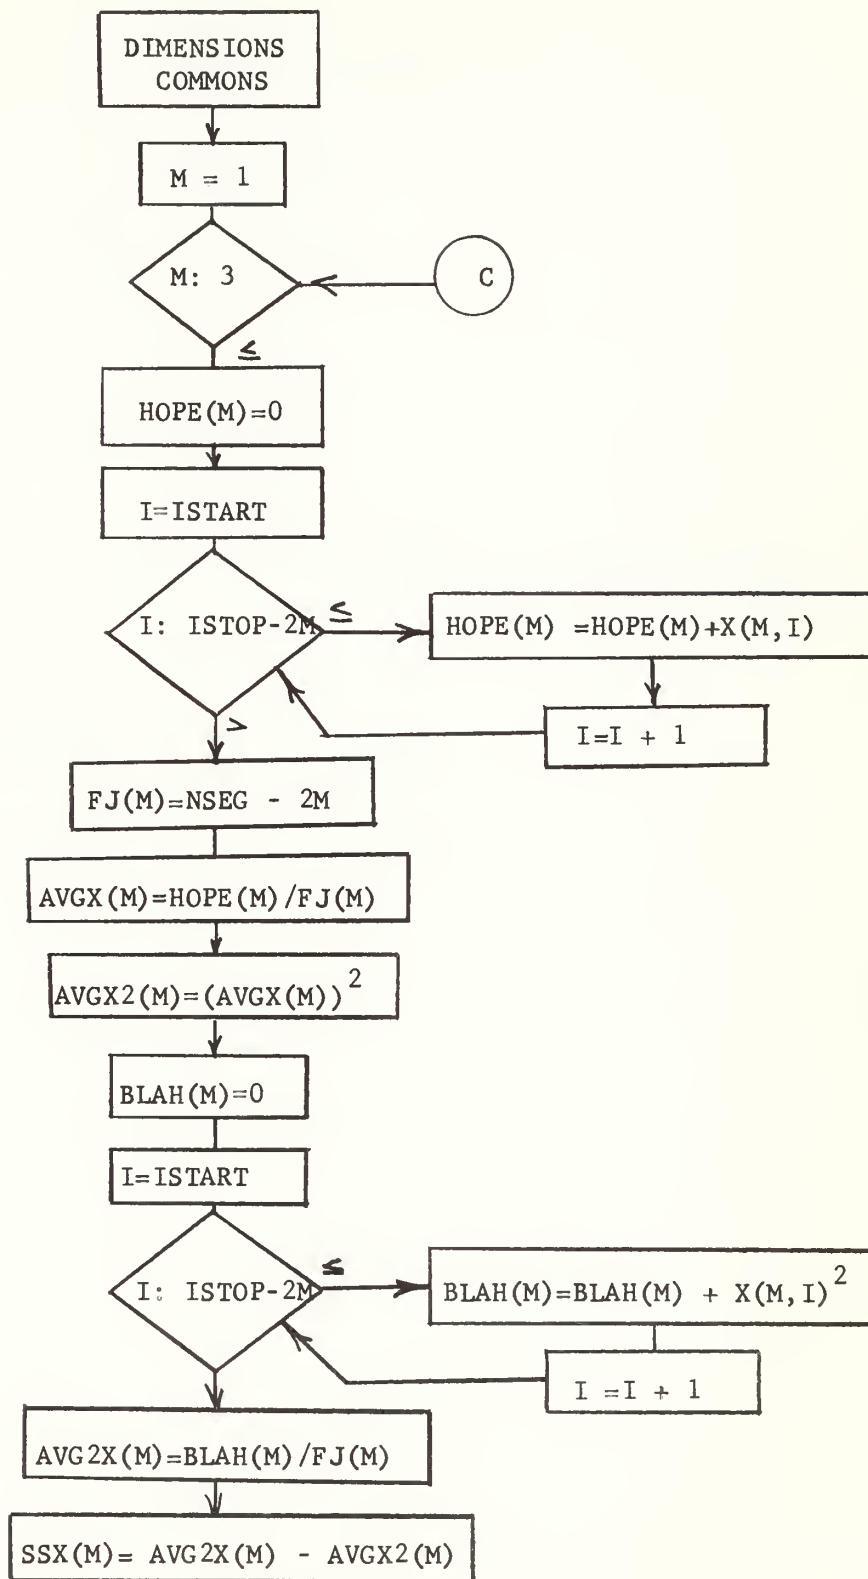 DIMENSIONS
COMMONS
M = 1
M: 3
C
≤
HOPE(M)=0
I=ISTART
I: ISTOP-2M
≤
HOPE(M) =HOPE(M)+X(M,I)
I=I + 1
>
FJ(M)=NSEG - 2M
AVGX(M)=HOPE(M)/FJ(M)
AVGX2(M)=(AVGX(M))²
BLAH(M)=0
I=ISTART
I: ISTOP-2M
≤
BLAH(M)=BLAH(M) + X(M,I)²
I =I + 1
AVG2X(M)=BLAH(M)/FJ(M)
SSX(M)= AVG2X(M) - AVGX2(M)